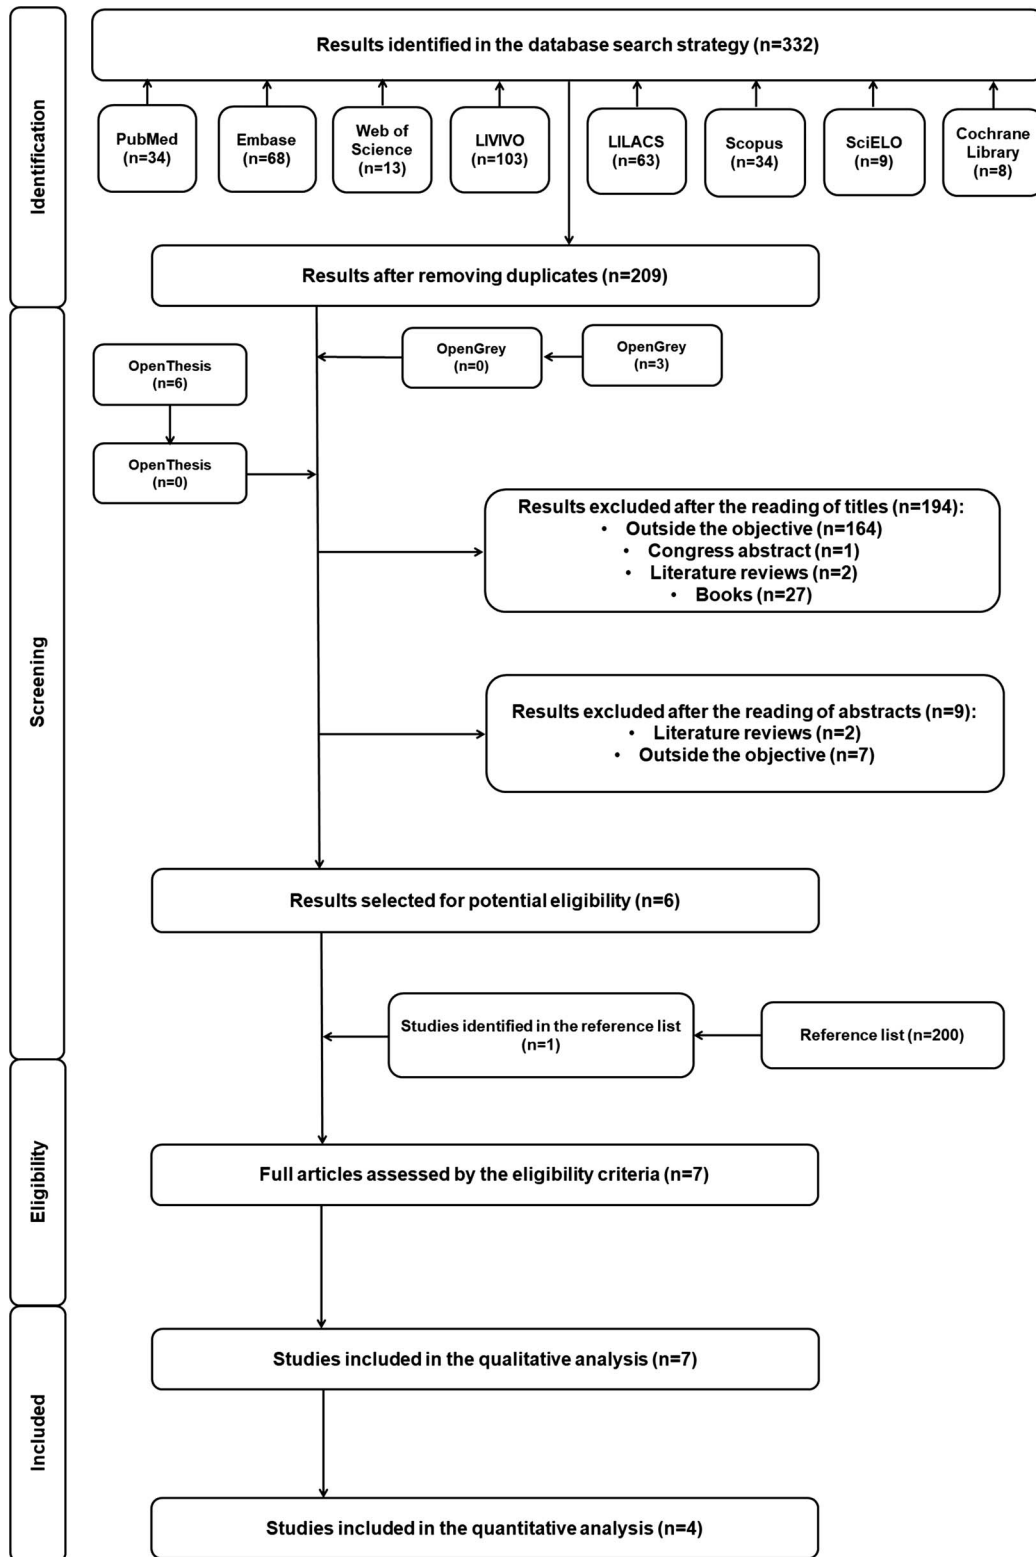 Identification
Results identified in the database search strategy (n=332)
PubMed
(n=34)
Embase
(n=68)
Web of
Science
(n=13)
LIVIVO
(n=103)
LILACS
(n=63)
Scopus
(n=34)
SciELO
(n=9)
Cochrane
Library
(n=8)
Results after removing duplicates (n=209)
Screening
OpenThesis
(n=6)
OpenGrey
(n=0)
OpenGrey
(n=3)
OpenThesis
(n=0)
Results excluded after the reading of titles (n=194):
• Outside the objective (n=164)
• Congress abstract (n=1)
• Literature reviews (n=2)
• Books (n=27)
Results excluded after the reading of abstracts (n=9):
• Literature reviews (n=2)
• Outside the objective (n=7)
Results selected for potential eligibility (n=6)
Studies identified in the reference list
(n=1)
Reference list (n=200)
Eligibility
Full articles assessed by the eligibility criteria (n=7)
Included
Studies included in the qualitative analysis (n=7)
Studies included in the quantitative analysis (n=4)